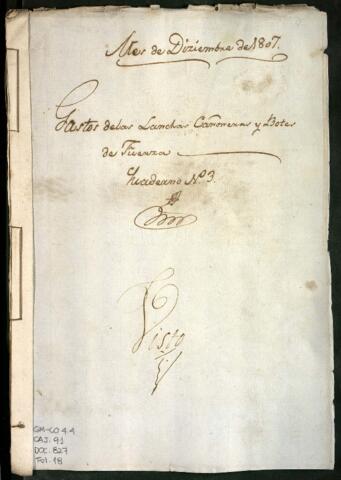 Mes de Diziembre de 1807.
Gastos de las Lanchas Cañoneras y Botes
de Fuerza
Quaderno Nº 3.
Visto
GM-CO 4.4
CAJ. 91
DOC. 827
Fol. 18